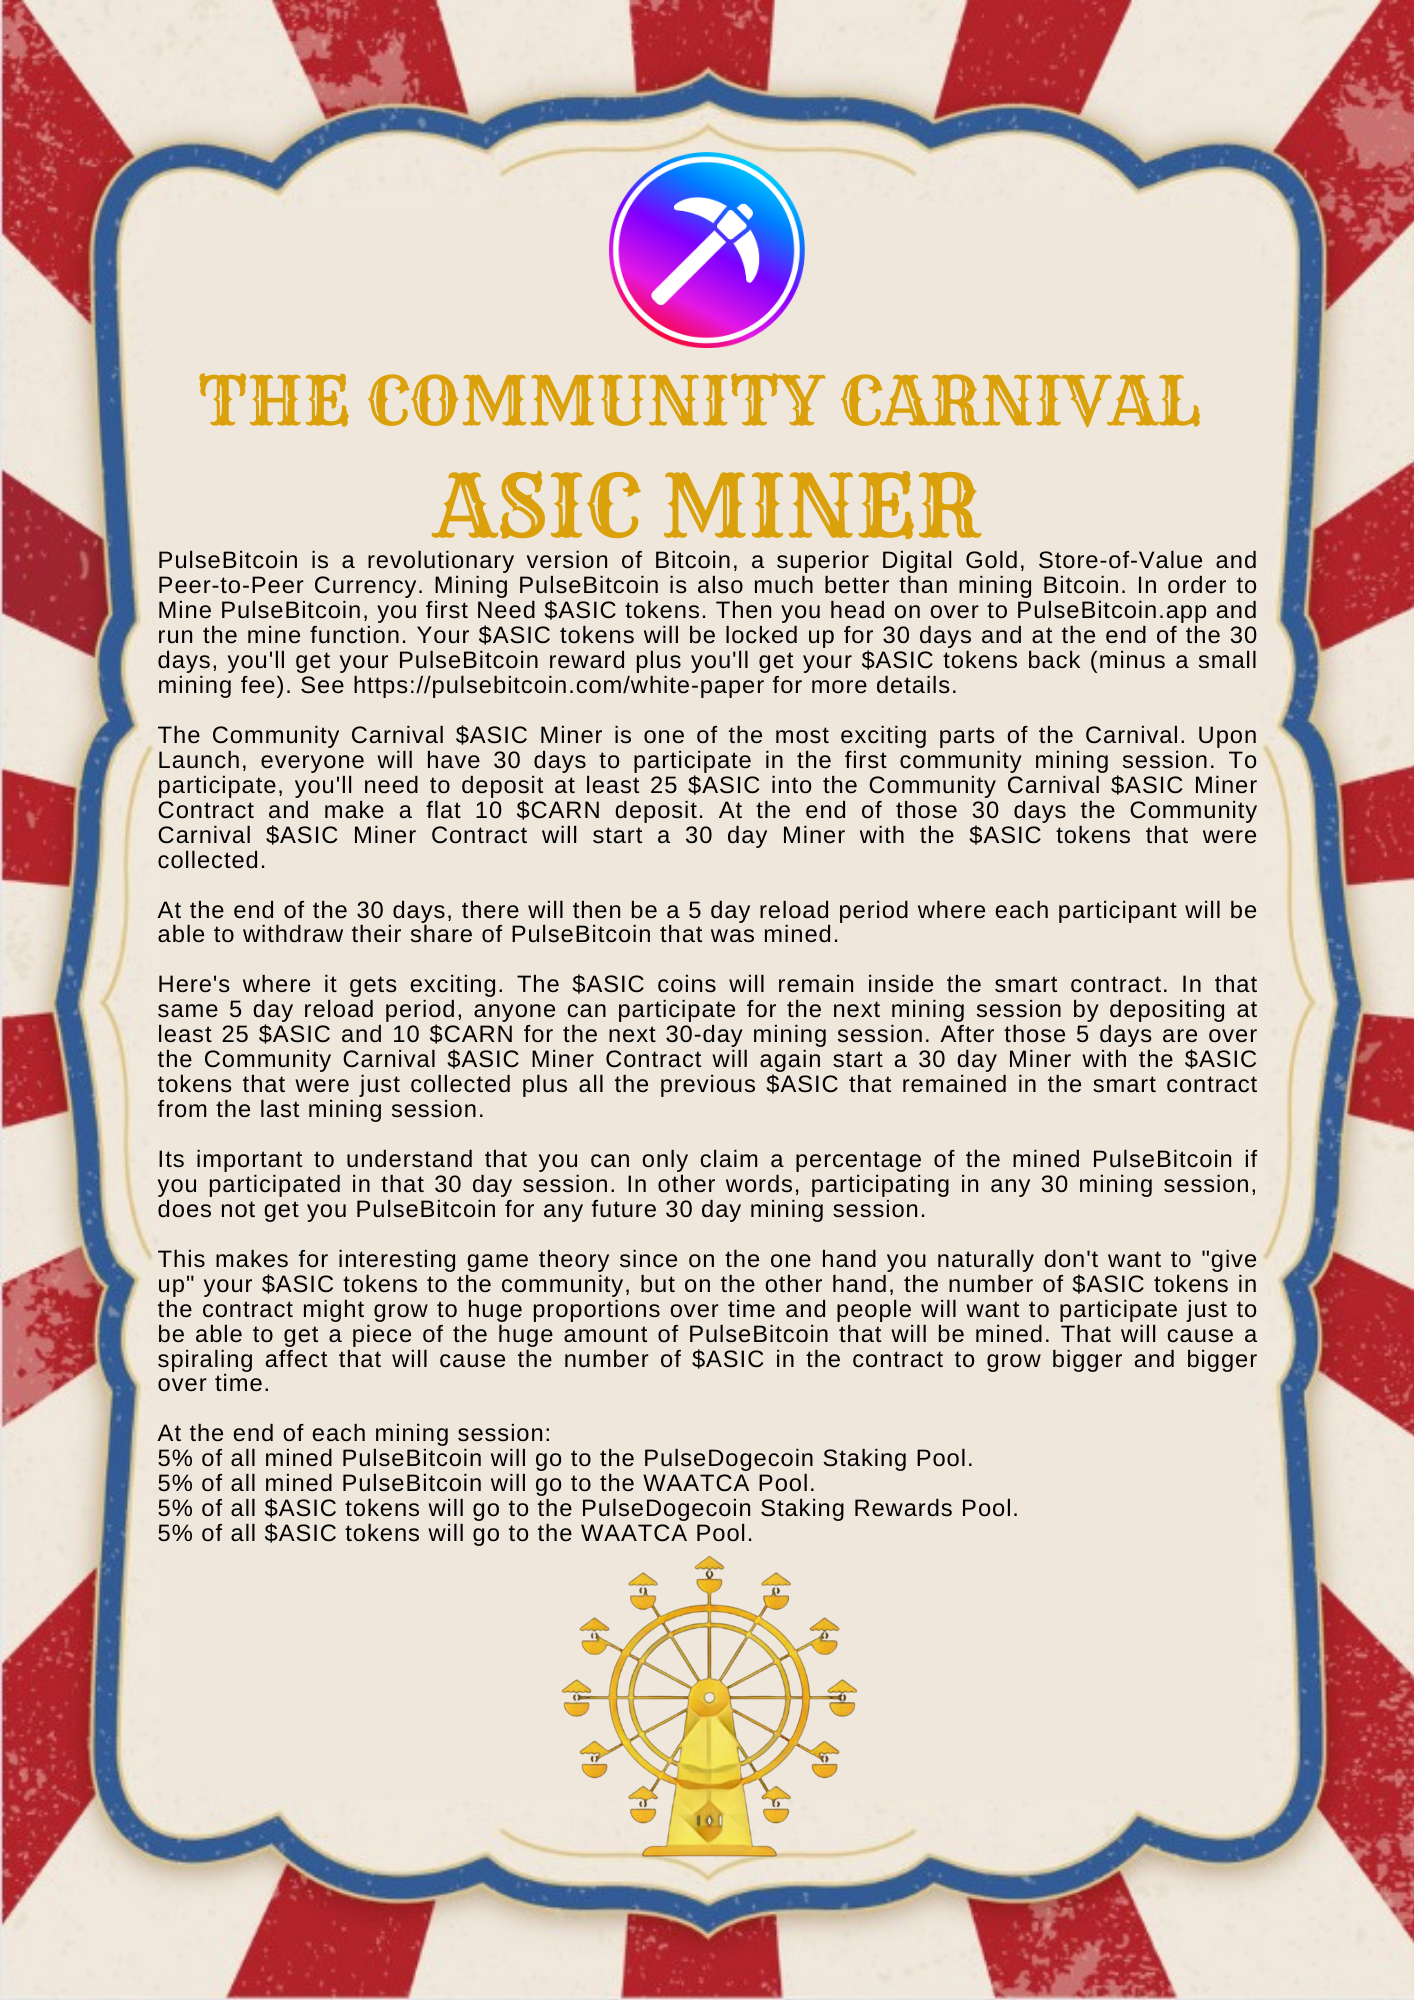 THE COMMUNITY CARNIVAL
ASIC MINER
PulseBitcoin is a revolutionary version of Bitcoin, a superior Digital Gold, Store-of-Value and
Peer-to-Peer Currency. Mining PulseBitcoin is also much better than mining Bitcoin. In order to
Mine PulseBitcoin, you first Need $ASIC tokens. Then you head on over to PulseBitcoin.app and
run the mine function. Your $ASIC tokens will be locked up for 30 days and at the end of the 30
days, you'll get your PulseBitcoin reward plus you'll get your $ASIC tokens back (minus a small
mining fee). See https://pulsebitcoin.com/white-paper for more details.
The Community Carnival $ASIC Miner is one of the most exciting parts of the Carnival. Upon
Launch, everyone will have 30 days to participate in the first community mining session. To
participate, you'll need to deposit at least 25 $ASIC into the Community Carnival $ASIC Miner
Contract and make a flat 10 $CARN deposit. At the end of those 30 days the Community
Carnival $ASIC Miner Contract will start a 30 day Miner with the $ASIC tokens that were
collected.
At the end of the 30 days, there will then be a 5 day reload period where each participant will be
able to withdraw their share of PulseBitcoin that was mined.
Here's where it gets exciting. The $ASIC coins will remain inside the smart contract. In that
same 5 day reload period, anyone can participate for the next mining session by depositing at
least 25 $ASIC and 10 $CARN for the next 30-day mining session. After those 5 days are over
the Community Carnival $ASIC Miner Contract will again start a 30 day Miner with the $ASIC
tokens that were just collected plus all the previous $ASIC that remained in the smart contract
from the last mining session.
Its important to understand that you can only claim a percentage of the mined PulseBitcoin if
you participated in that 30 day session. In other words, participating in any 30 mining session,
does not get you PulseBitcoin for any future 30 day mining session.
This makes for interesting game theory since on the one hand you naturally don't want to "give
up" your $ASIC tokens to the community, but on the other hand, the number of $ASIC tokens in
the contract might grow to huge proportions over time and people will want to participate just to
be able to get a piece of the huge amount of PulseBitcoin that will be mined. That will cause a
spiraling affect that will cause the number of $ASIC in the contract to grow bigger and bigger
over time.
At the end of each mining session:
5% of all mined PulseBitcoin will go to the PulseDogecoin Staking Pool.
5% of all mined PulseBitcoin will go to the WAATCA Pool.
5% of all $ASIC tokens will go to the PulseDogecoin Staking Rewards Pool.
5% of all $ASIC tokens will go to the WAATCA Pool.